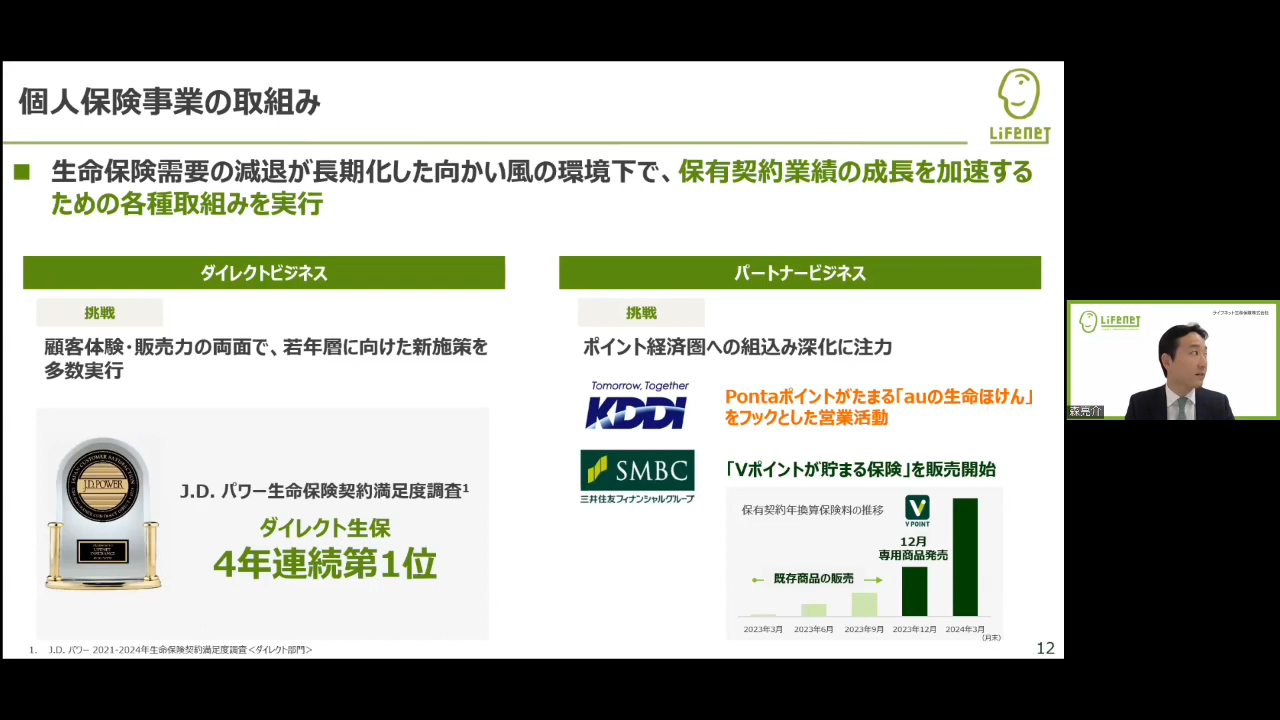 個人保険事業の取組み
LIFENET
■ 生命保険需要の減退が長期化した向かい風の環境下で、保有契約業績の成長を加速する
ための各種取組みを実行
ダイレクトビジネス
挑戦
顧客体験・販売力の両面で、若年層に向けた新施策を
多数実行
J.D. POWER
J.D. パワー生命保険契約満足度調査1
ダイレクト生保
4年連続第1位
パートナービジネス
挑戦
ポイント経済圏への組込み深化に注力
Tomorrow, Together
KDDI
Pontaポイントがたまる「auの生命ほけん」
をフックとした営業活動
SMBC
三井住友フィナンシャルグループ
「Vポイントが貯まる保険」を販売開始
保有契約年換算保険料の推移
V POINT
12月
専用商品発売
← 既存商品の販売 →
2023年3月 2023年6月 2023年9月 2023年12月 2024年3月
(月末)
1. J.D. パワー 2021-2024年生命保険契約満足度調査<ダイレクト部門>
12
LIFENET
ライフネット生命保険株式会社
森亮介